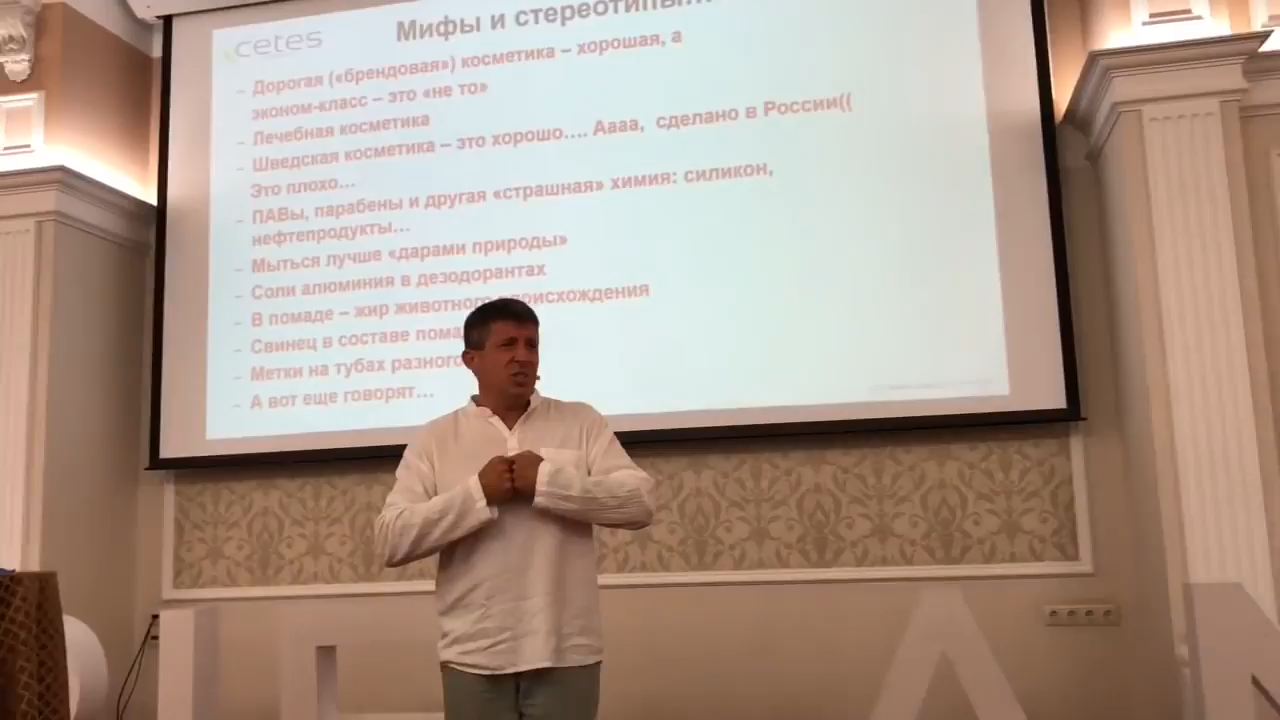 cetes
Мифы и стереотипы...
– Дорогая («брендовая») косметика – хорошая, а
эконом-класс – это «не то»
– Лечебная косметика
– Шведская косметика – это хорошо…. Аааа, сделано в России((
Это плохо…
– ПАВы, парабены и другая «страшная» химия: силикон,
нефтепродукты…
– Мыться лучше «дарами природы»
– Соли алюминия в дезодорантах
– В помаде – жир животного происхождения
– Свинец в составе
– Метки на тубах разного
– А вот еще говорят…